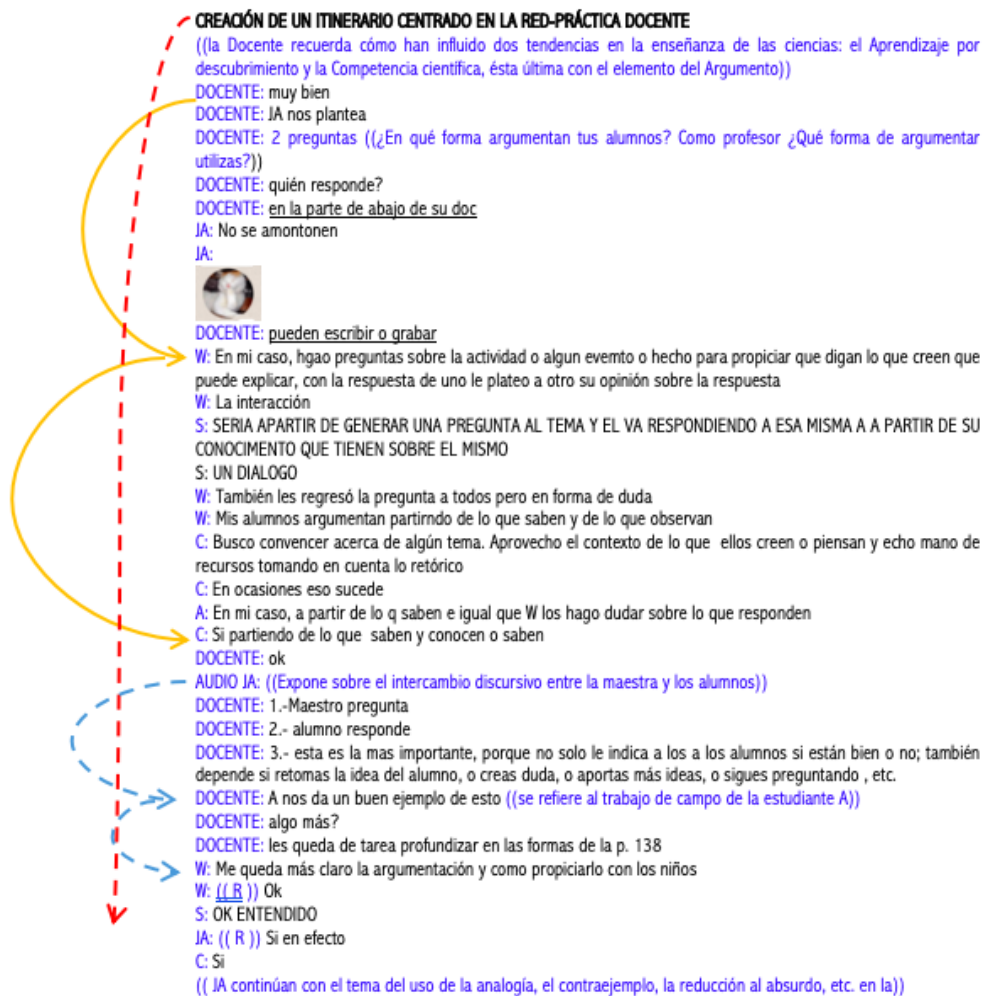 CREACIÓN DE UN ITINERARIO CENTRADO EN LA RED-PRÁCTICA DOCENTE
((la Docente recuerda cómo han influido dos tendencias en la enseñanza de las ciencias: el Aprendizaje por
descubrimiento y la Competencia científica, ésta última con el elemento del Argumento))
DOCENTE: muy bien
DOCENTE: JA nos plantea
DOCENTE: 2 preguntas ((¿En qué forma argumentan tus alumnos? Como profesor ¿Qué forma de argumentar
utilizas?))
DOCENTE: quién responde?
DOCENTE: en la parte de abajo de su doc
JA: No se amontonen
JA:
DOCENTE: pueden escribir o grabar
W: En mi caso, hgao preguntas sobre la actividad o algun evemto o hecho para propiciar que digan lo que creen que
puede explicar, con la respuesta de uno le plateo a otro su opinión sobre la respuesta
W: La interacción
S: SERIA APARTIR DE GENERAR UNA PREGUNTA AL TEMA Y EL VA RESPONDIENDO A ESA MISMA A A PARTIR DE SU
CONOCIMENTO QUE TIENEN SOBRE EL MISMO
S: UN DIALOGO
W: También les regresó la pregunta a todos pero en forma de duda
W: Mis alumnos argumentan partirndo de lo que saben y de lo que observan
C: Busco convencer acerca de algún tema. Aprovecho el contexto de lo que ellos creen o piensan y echo mano de
recursos tomando en cuenta lo retórico
C: En ocasiones eso sucede
A: En mi caso, a partir de lo q saben e igual que W los hago dudar sobre lo que responden
C: Si partiendo de lo que saben y conocen o saben
DOCENTE: ok
AUDIO JA: ((Expone sobre el intercambio discursivo entre la maestra y los alumnos))
DOCENTE: 1.-Maestro pregunta
DOCENTE: 2.- alumno responde
DOCENTE: 3.- esta es la mas importante, porque no solo le indica a los a los alumnos si están bien o no; también
depende si retomas la idea del alumno, o creas duda, o aportas más ideas, o sigues preguntando , etc.
DOCENTE: A nos da un buen ejemplo de esto ((se refiere al trabajo de campo de la estudiante A))
DOCENTE: algo más?
DOCENTE: les queda de tarea profundizar en las formas de la p. 138
W: Me queda más claro la argumentación y como propiciarlo con los niños
W: (( R )) Ok
S: OK ENTENDIDO
JA: (( R )) Si en efecto
C: Si
(( JA continúan con el tema del uso de la analogía, el contraejemplo, la reducción al absurdo, etc. en la))